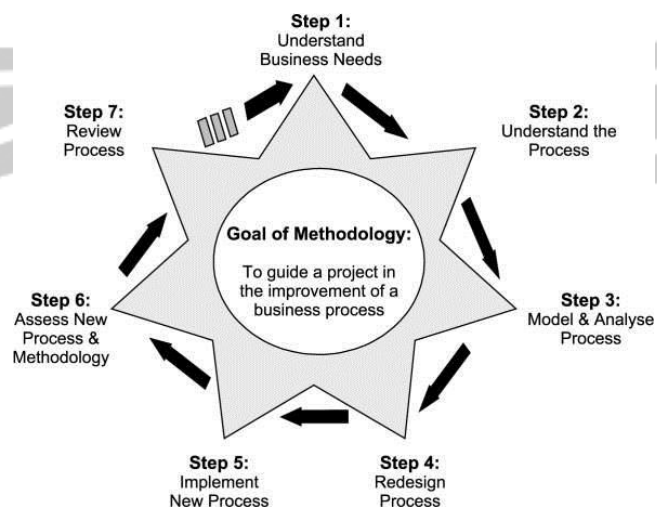 Step 1:
Understand
Business Needs
Step 2:
Understand the
Process
Step 3:
Model & Analyse
Process
Step 4:
Redesign
Process
Step 5:
Implement
New Process
Step 6:
Assess New
Process &
Methodology
Step 7:
Review
Process
Goal of Methodology:
To guide a project in
the improvement of a
business process